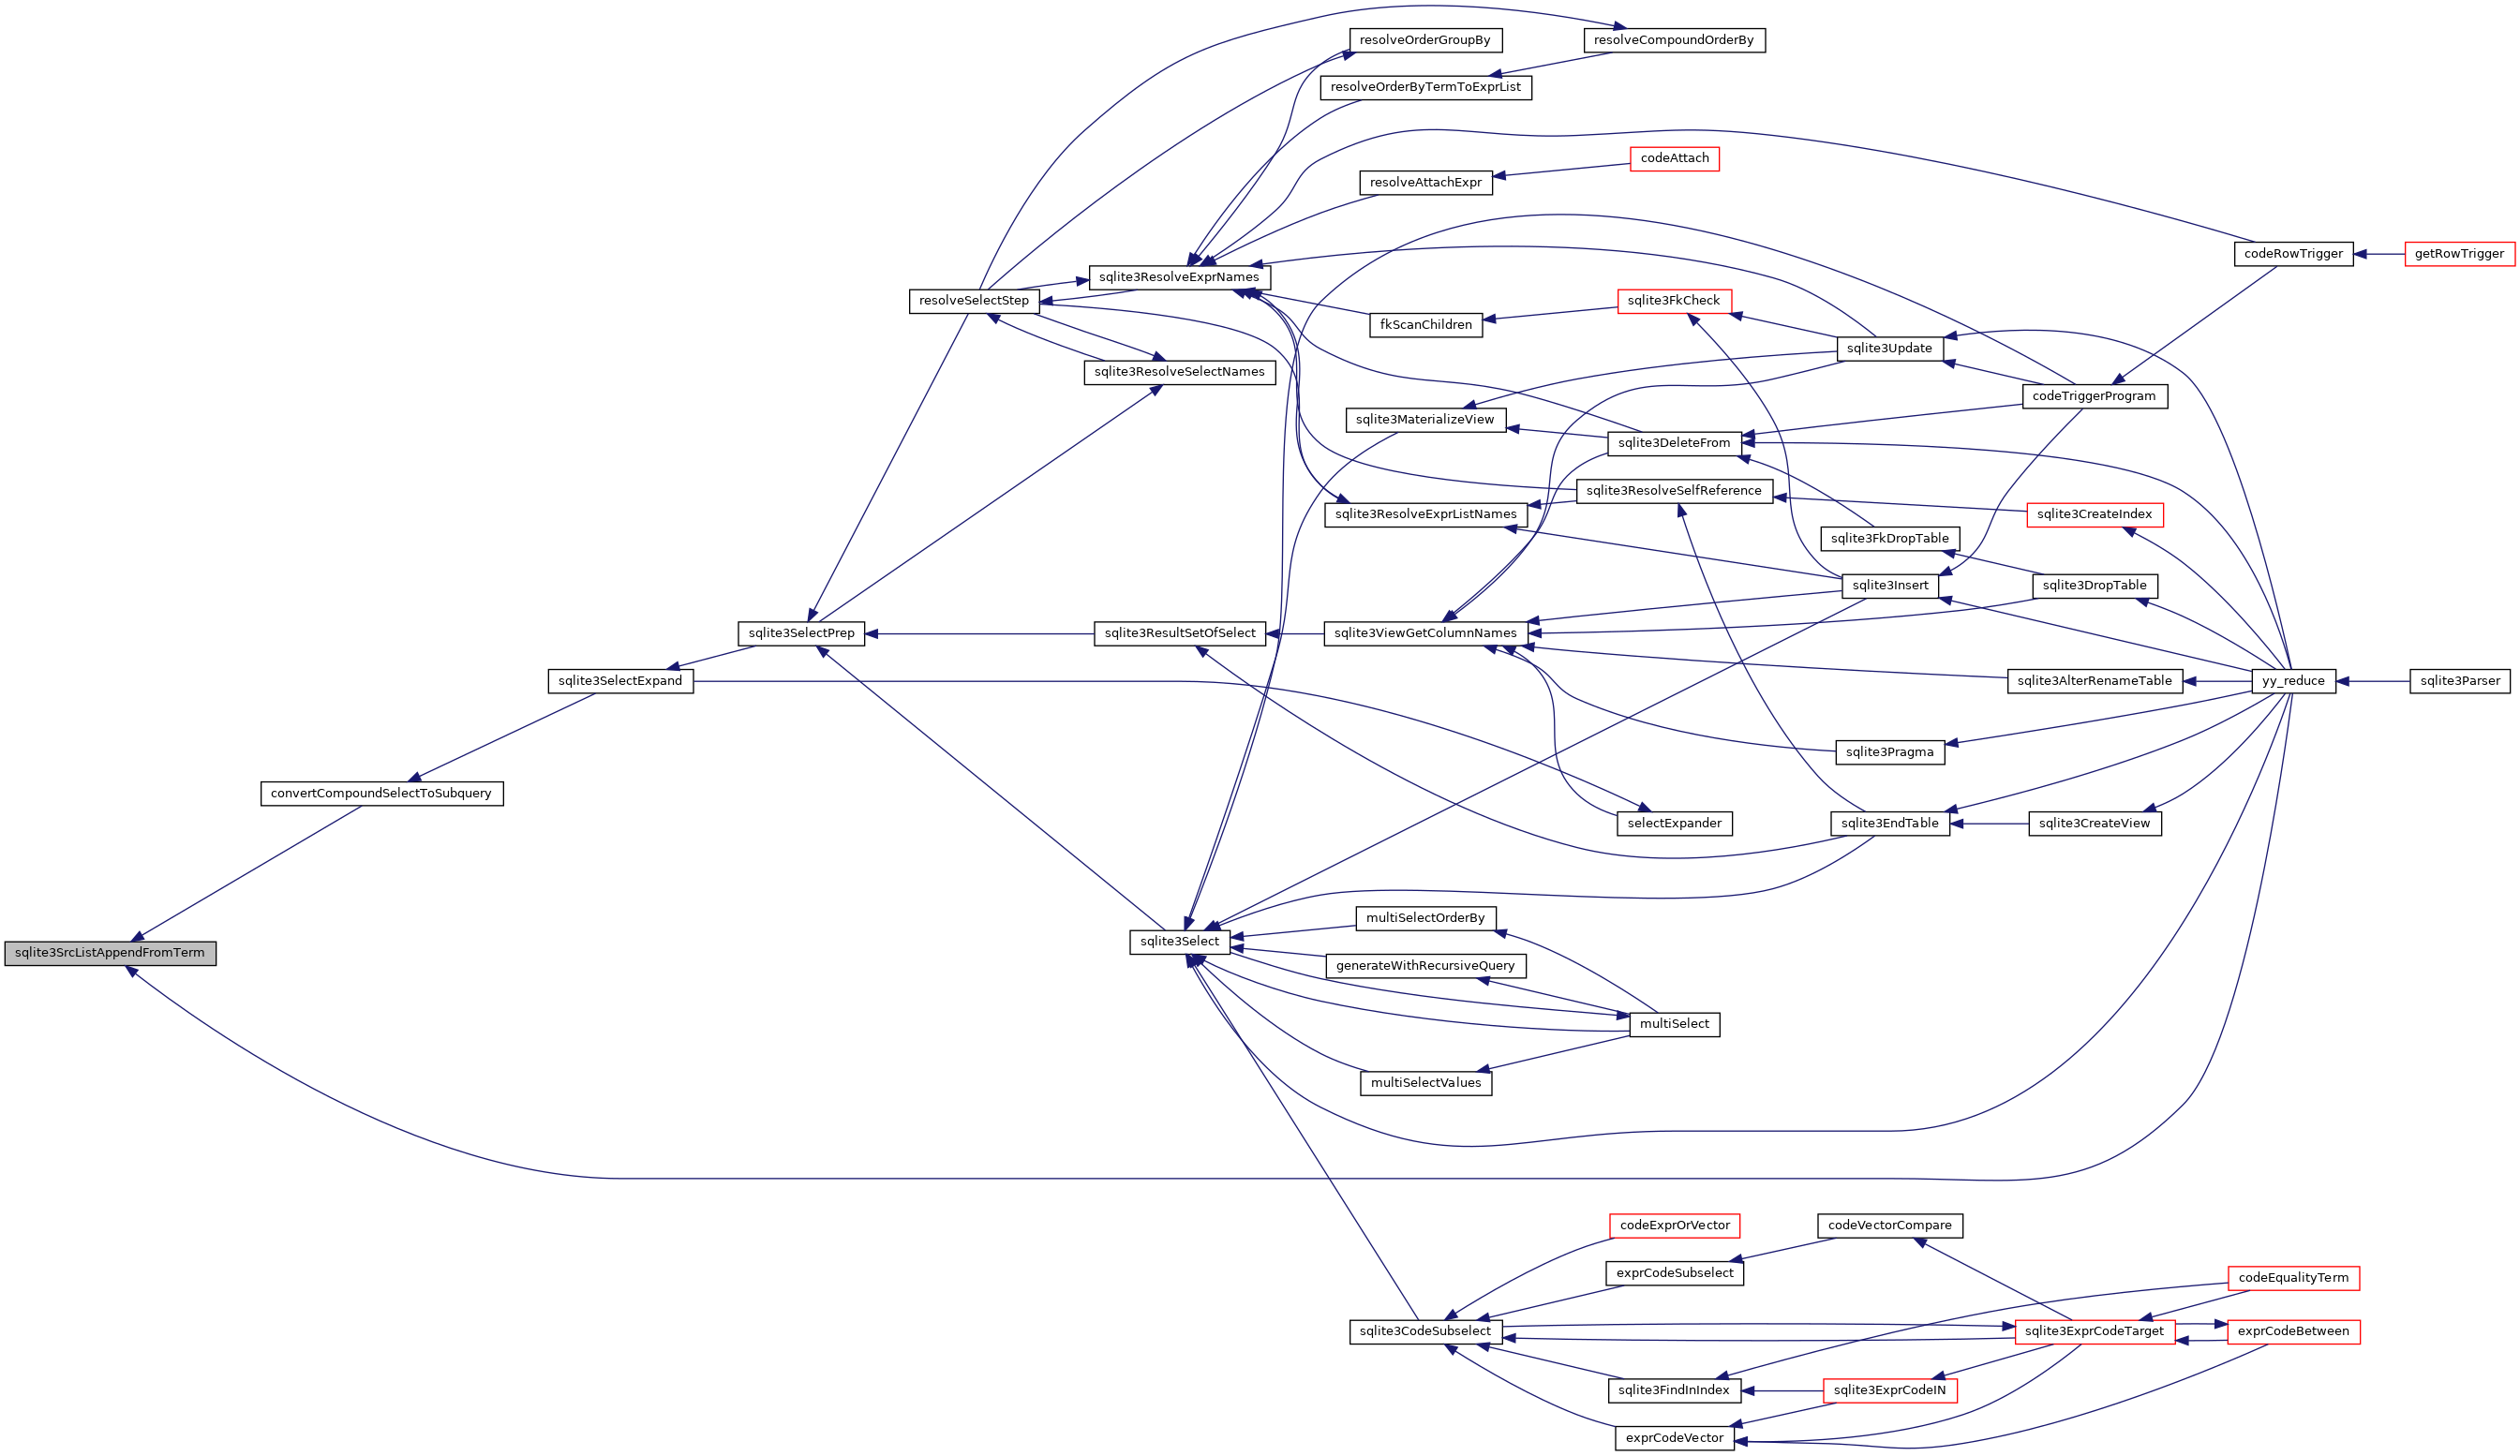 resolveOrderGroupBy
resolveCompoundOrderBy
resolveOrderByTermToExprList
codeAttach
resolveAttachExpr
codeRowTrigger
getRowTrigger
sqlite3ResolveExprNames
resolveSelectStep
sqlite3FkCheck
fkScanChildren
sqlite3Update
sqlite3ResolveSelectNames
codeTriggerProgram
sqlite3MaterializeView
sqlite3DeleteFrom
sqlite3ResolveSelfReference
sqlite3ResolveExprListNames
sqlite3CreateIndex
sqlite3FkDropTable
sqlite3Insert
sqlite3DropTable
sqlite3SelectPrep
sqlite3ResultSetOfSelect
sqlite3ViewGetColumnNames
sqlite3SelectExpand
sqlite3AlterRenameTable
yy_reduce
sqlite3Parser
sqlite3Pragma
convertCompoundSelectToSubquery
selectExpander
sqlite3EndTable
sqlite3CreateView
multiSelectOrderBy
sqlite3Select
sqlite3SrcListAppendFromTerm
generateWithRecursiveQuery
multiSelect
multiSelectValues
codeExprOrVector
codeVectorCompare
exprCodeSubselect
codeEqualityTerm
sqlite3CodeSubselect
sqlite3ExprCodeTarget
exprCodeBetween
sqlite3FindInIndex
sqlite3ExprCodeIN
exprCodeVector